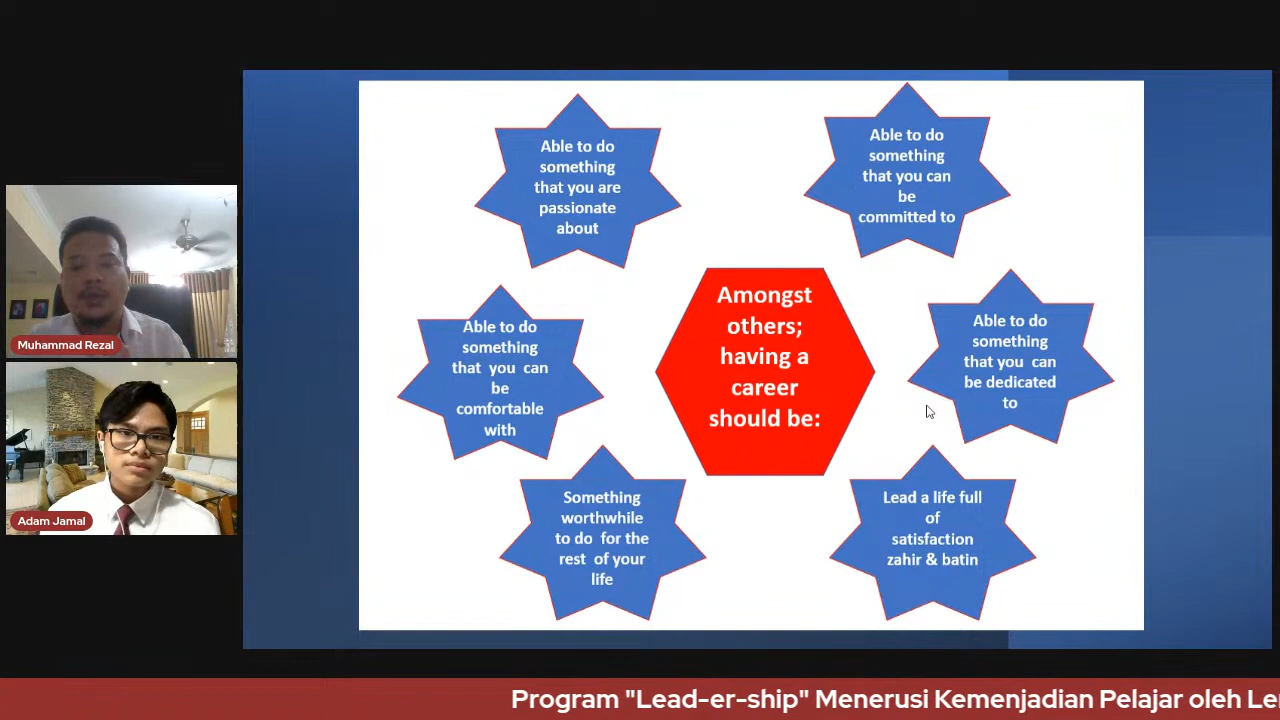 Able to do
something
that you are
passionate
about
Able to do
something
that you can
be
committed to
Able to do
something
that you can
be
comfortable
with
Amongst
others;
having a
career
should be:
Able to do
something
that you can
be dedicated
to
Something
worthwhile
to do for the
rest of your
life
Lead a life full
of
satisfaction
zahir & batin
Muhammad Rezal
Adam Jamal
Program "Lead-er-ship" Menerusi Kemenjadian Pelajar oleh